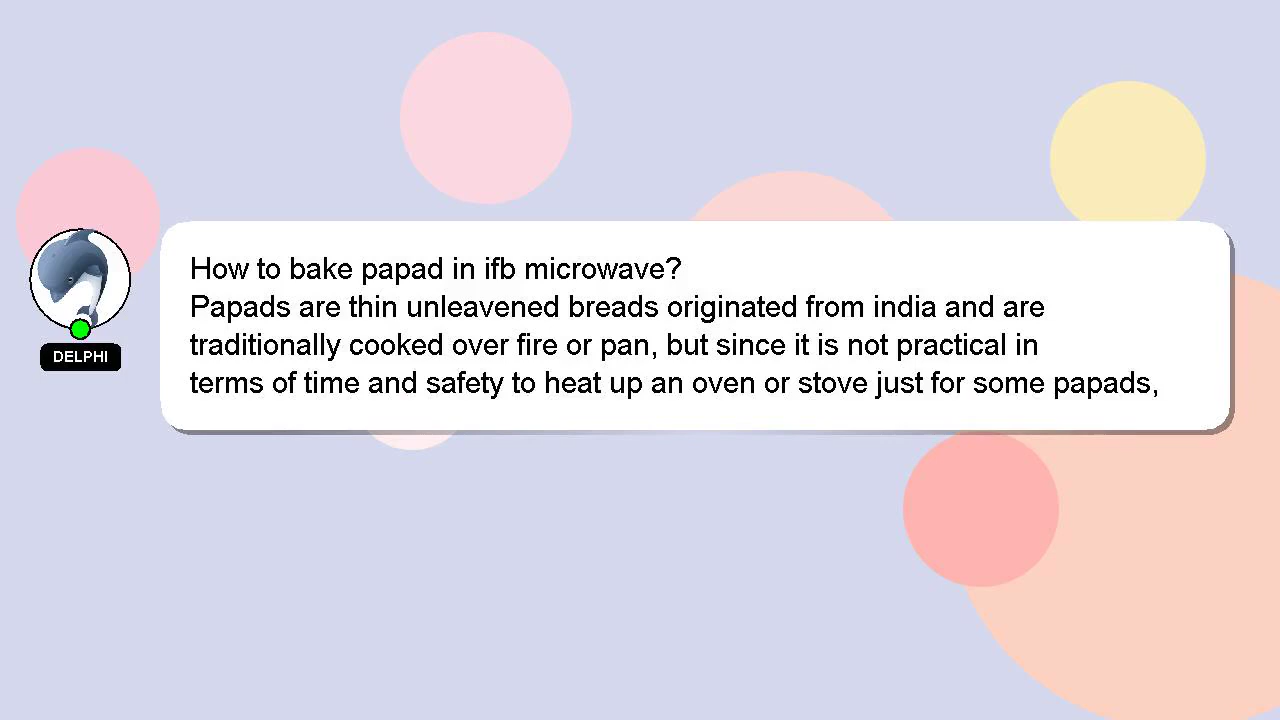 How to bake papad in ifb microwave?
Papads are thin unleavened breads originated from india and are
traditionally cooked over fire or pan, but since it is not practical in
terms of time and safety to heat up an oven or stove just for some papads,
DELPHI